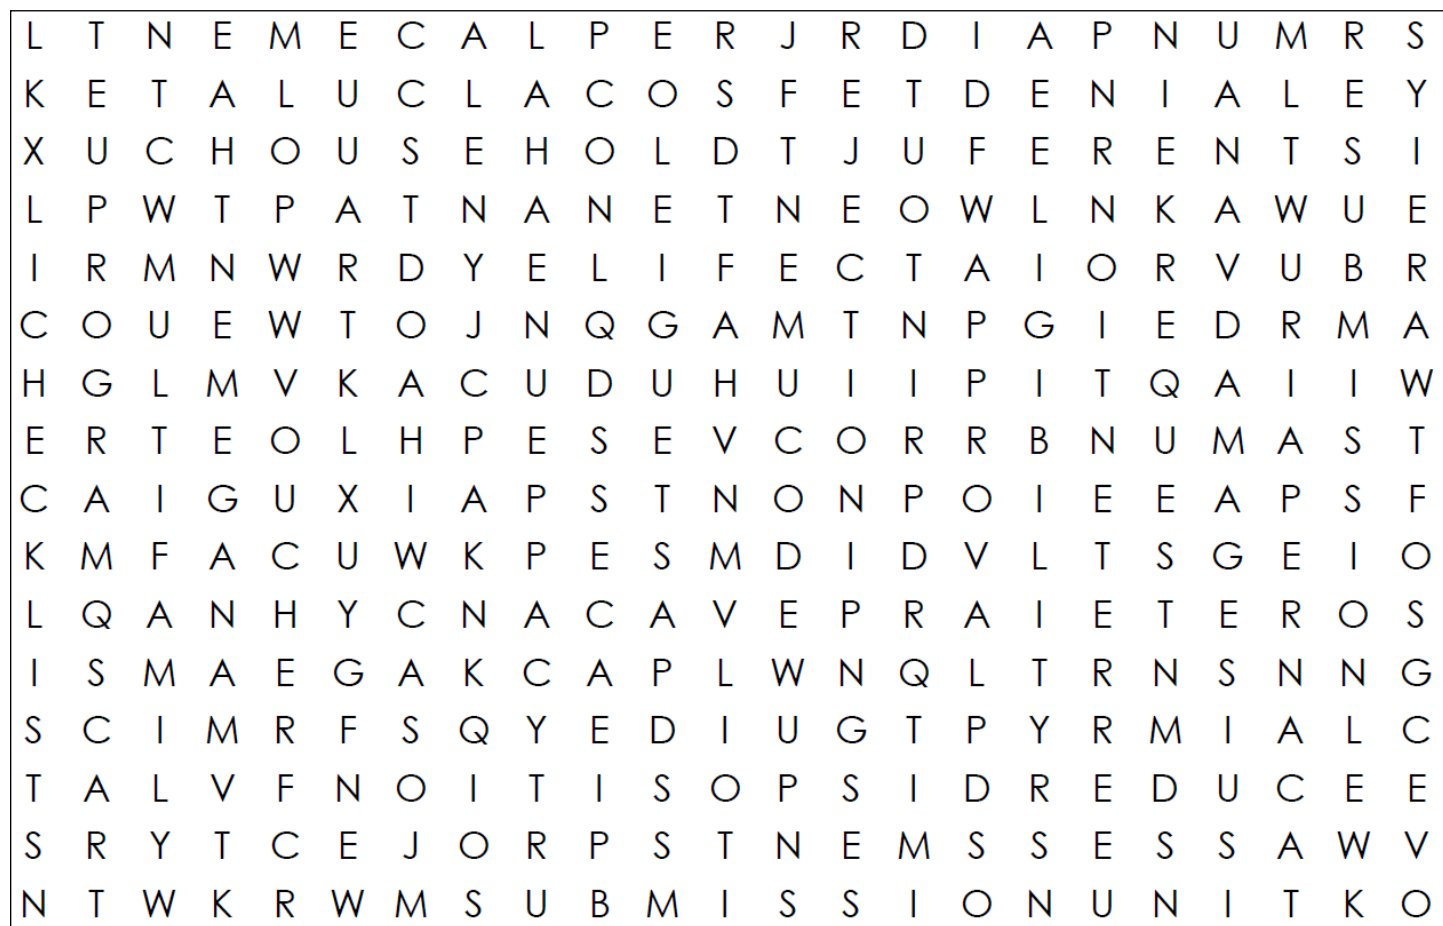 L T N E M E C A L P E R J R D I A P N U M R S
K E T A L U C L A C O S F E T D E N I A L E Y
X U C H O U S E H O L D T J U F E R E N T S I
L P W T P A T N A N E T N E O W L N K A W U E
I R M N W R D Y E L I F E C T A I O R V U B R
C O U E W T O J N Q G A M T N P G I E D R M A
H G L M V K A C U D U H U I I P I T Q A I I W
E R T E O L H P E S E V C O R R B N U M A S T
C A I G U X I A P S T N O N P O I E E A P S F
K M F A C U W K P E S M D I D V L T S G E I O
L Q A N H Y C N A C A V E P R A I E T E R O S
I S M A E G A K C A P L W N Q L T R N S N N G
S C I M R F S Q Y E D I U G T P Y R M I A L C
T A L V F N O I T I S O P S I D R E D U C E E
S R Y T C E J O R P S T N E M S S E S S A W V
N T W K R W M S U B M I S S I O N U N I T K O